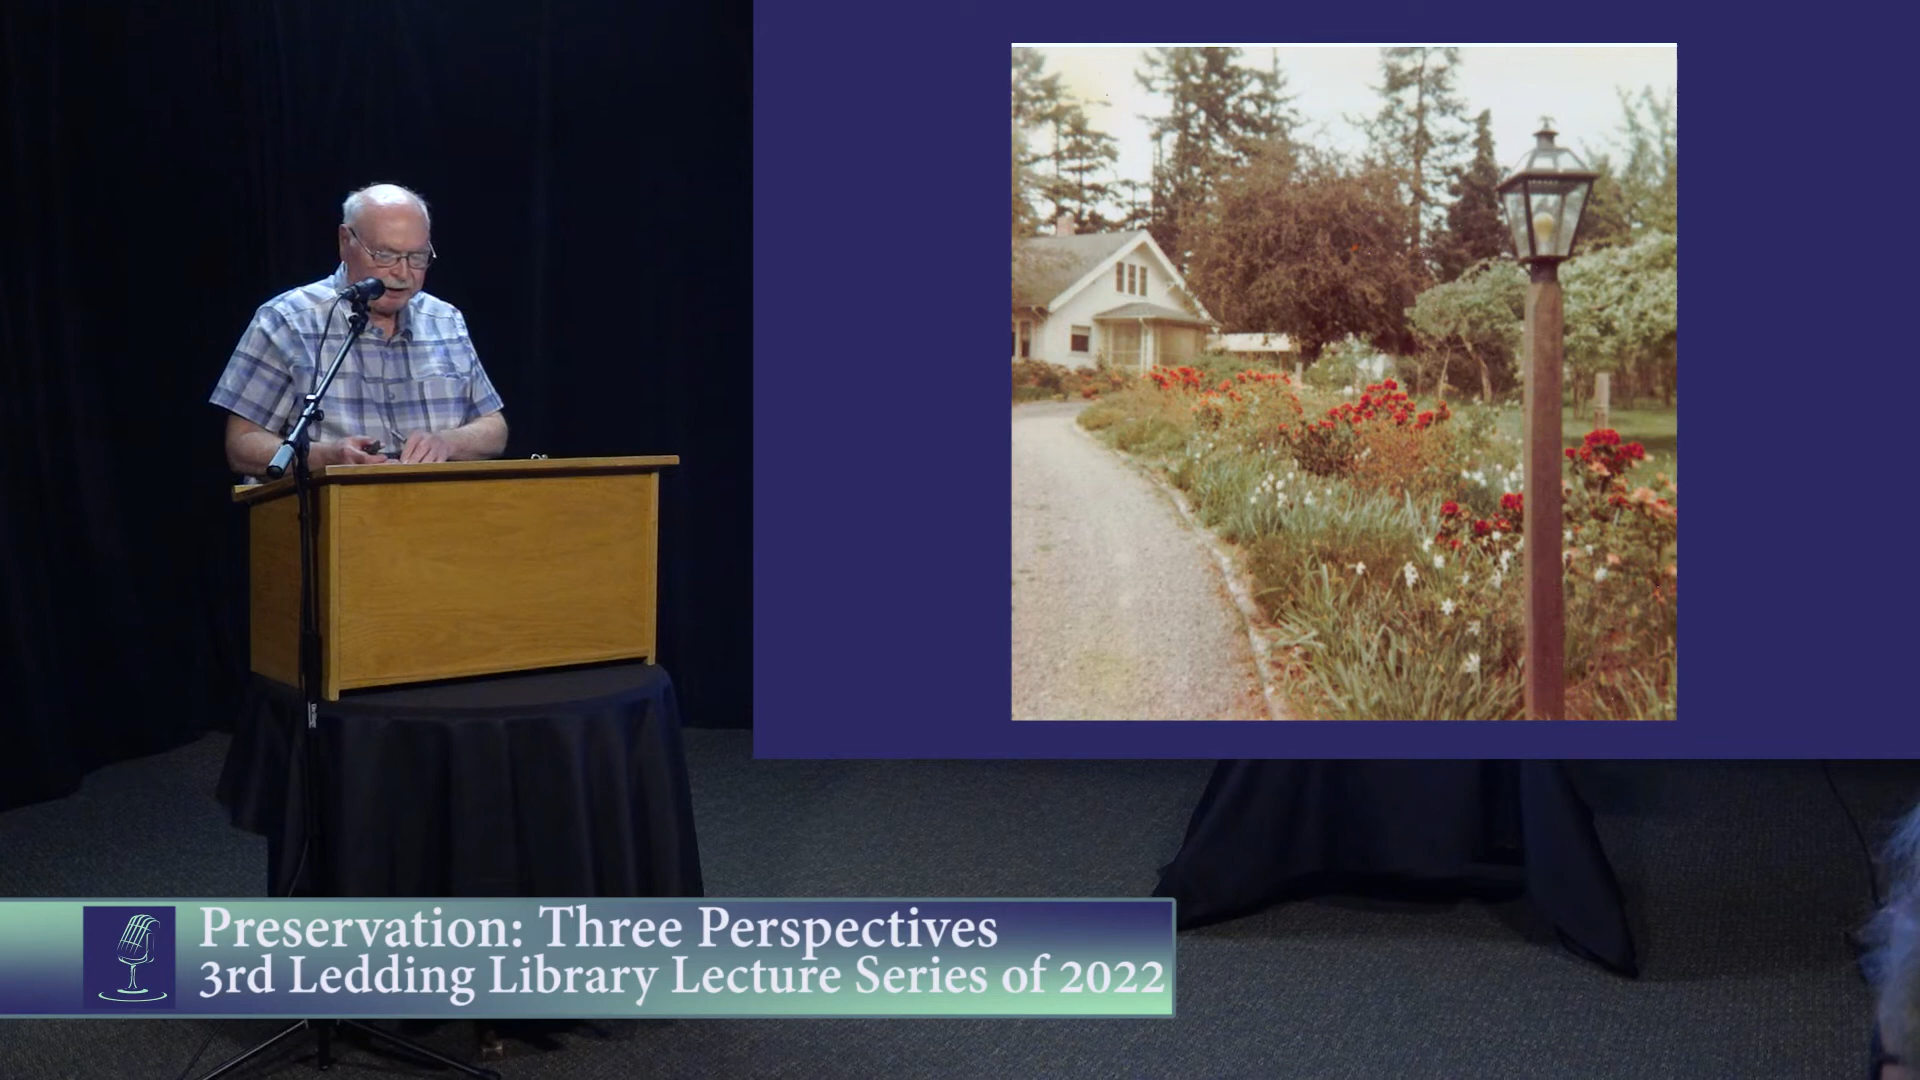 Preservation: Three Perspectives
3rd Ledding Library Lecture Series of 2022